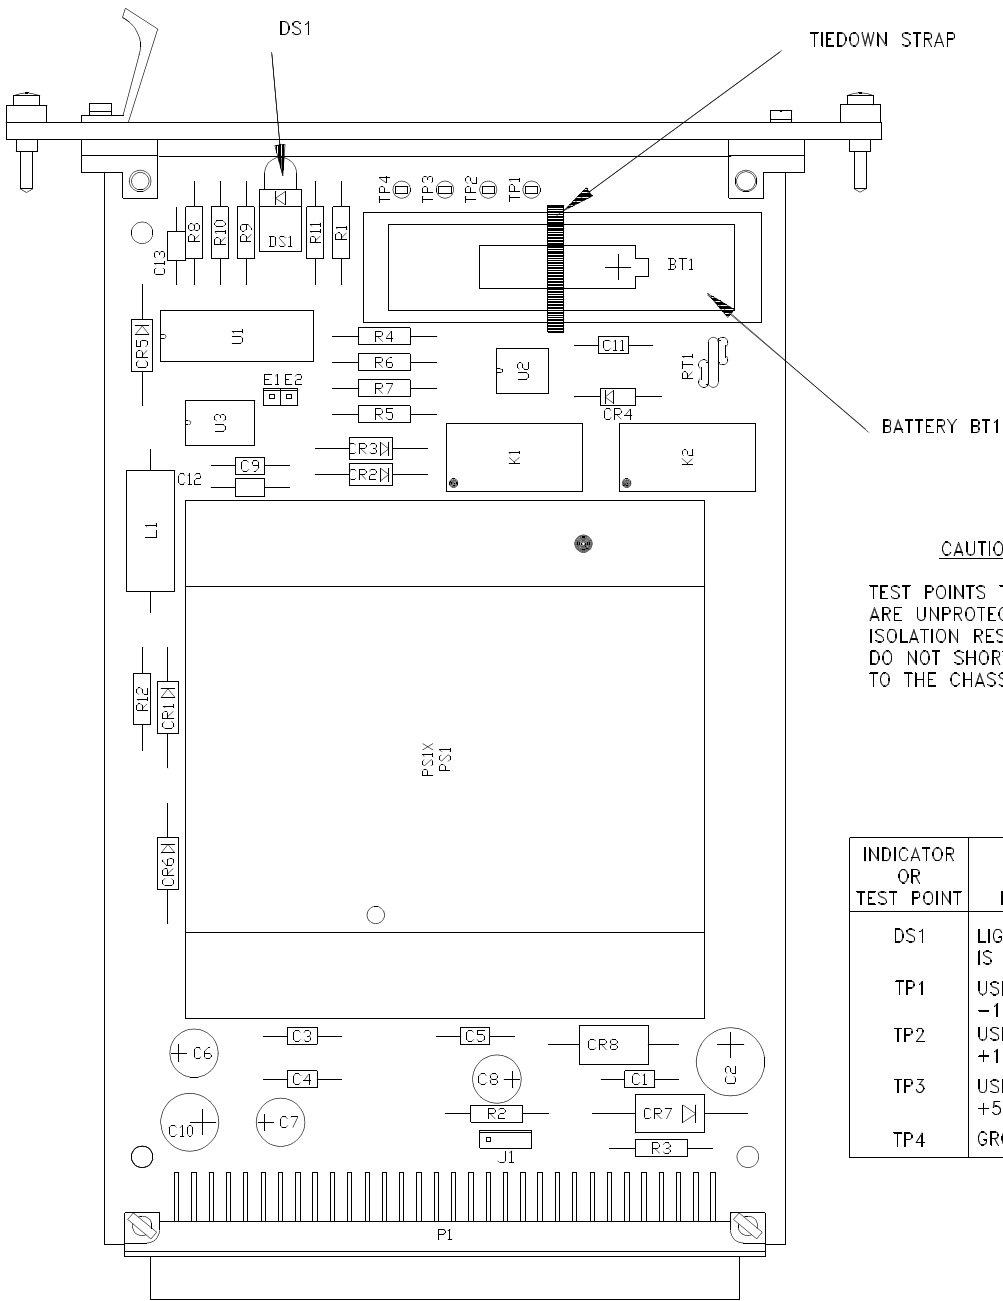 DS1
TIEDOWN STRAP
TP4
TP3
TP2
TP1
C13
R8
R10
R9
DS1
R11
R1
BT1
CR5
U1
R4
R6
R7
R5
U2
C11
RT1
CR4
E1 E2
U3
BATTERY BT1
CR3
CR2
K1
K2
C9
C12
L1
CAUTIO
TEST POINTS T
ARE UNPROTEC
ISOLATION RES
DO NOT SHOR
TO THE CHASS
R12
CR1
PS1X
PS1
CR6
INDICATOR
OR
TEST POINT
DS1
LIG
IS
TP1
USE
-1
TP2
USE
+1
TP3
USE
+5
TP4
GRO
C3
C5
CR8
C6
C4
C8
C1
C2
R2
CR7
C10
C7
J1
R3
P1